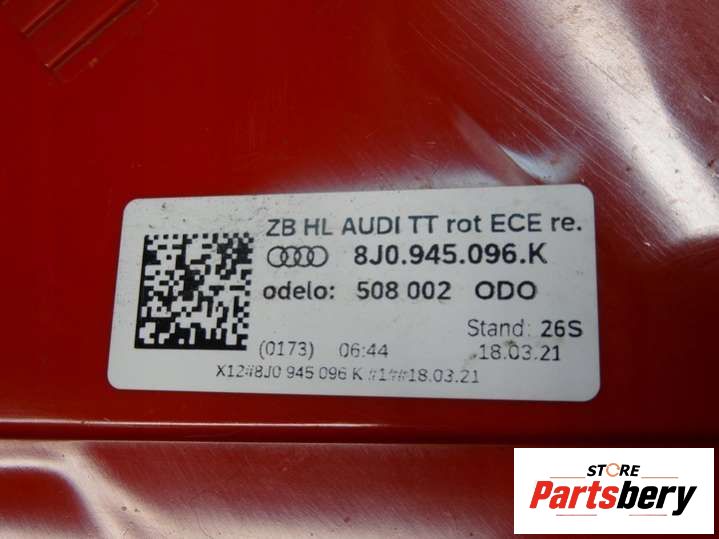 ZB HL AUDI TT rot ECE re.
8J0.945.096.K
odelo: 508 002 ODO
Stand: 26S
(0173) 06:44 18.03.21
X12#8J0 945 096 K #1##18.03.21
STORE
Partsbery